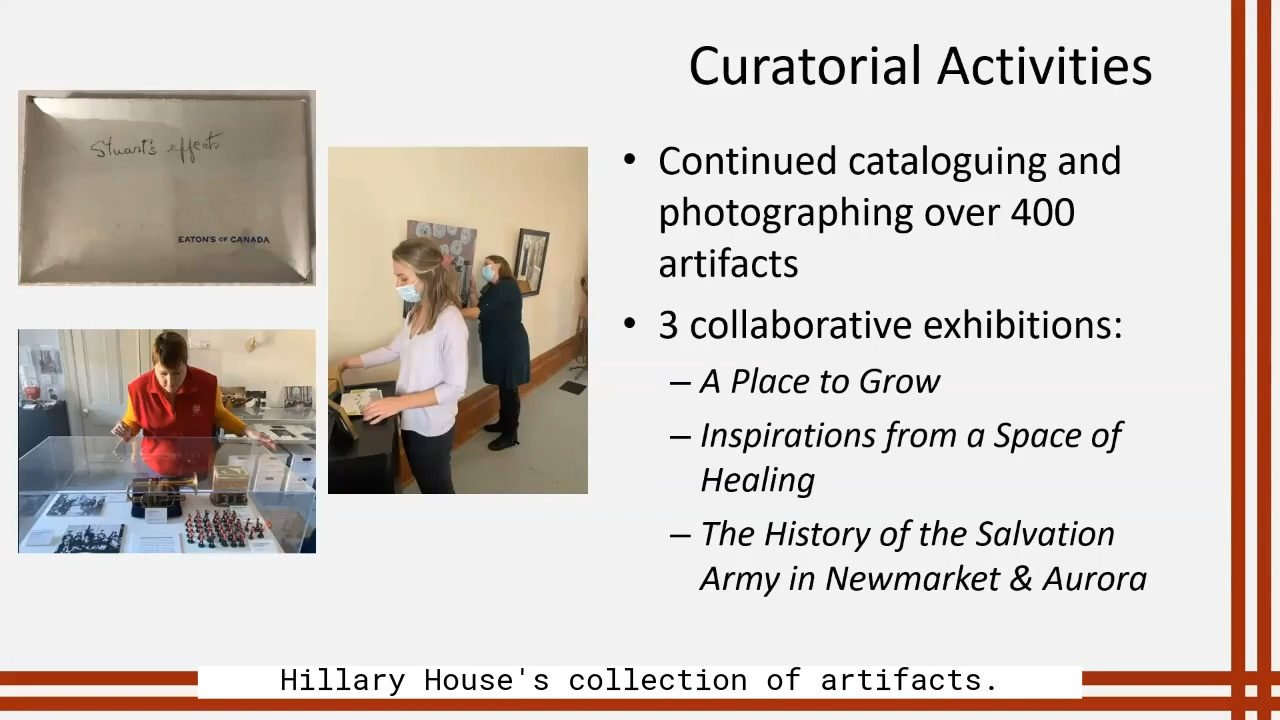 Curatorial Activities
Stuart's effects
EATON'S OF CANADA
• Continued cataloguing and
photographing over 400
artifacts
• 3 collaborative exhibitions:
– A Place to Grow
– Inspirations from a Space of
Healing
– The History of the Salvation
Army in Newmarket & Aurora
Hillary House's collection of artifacts.